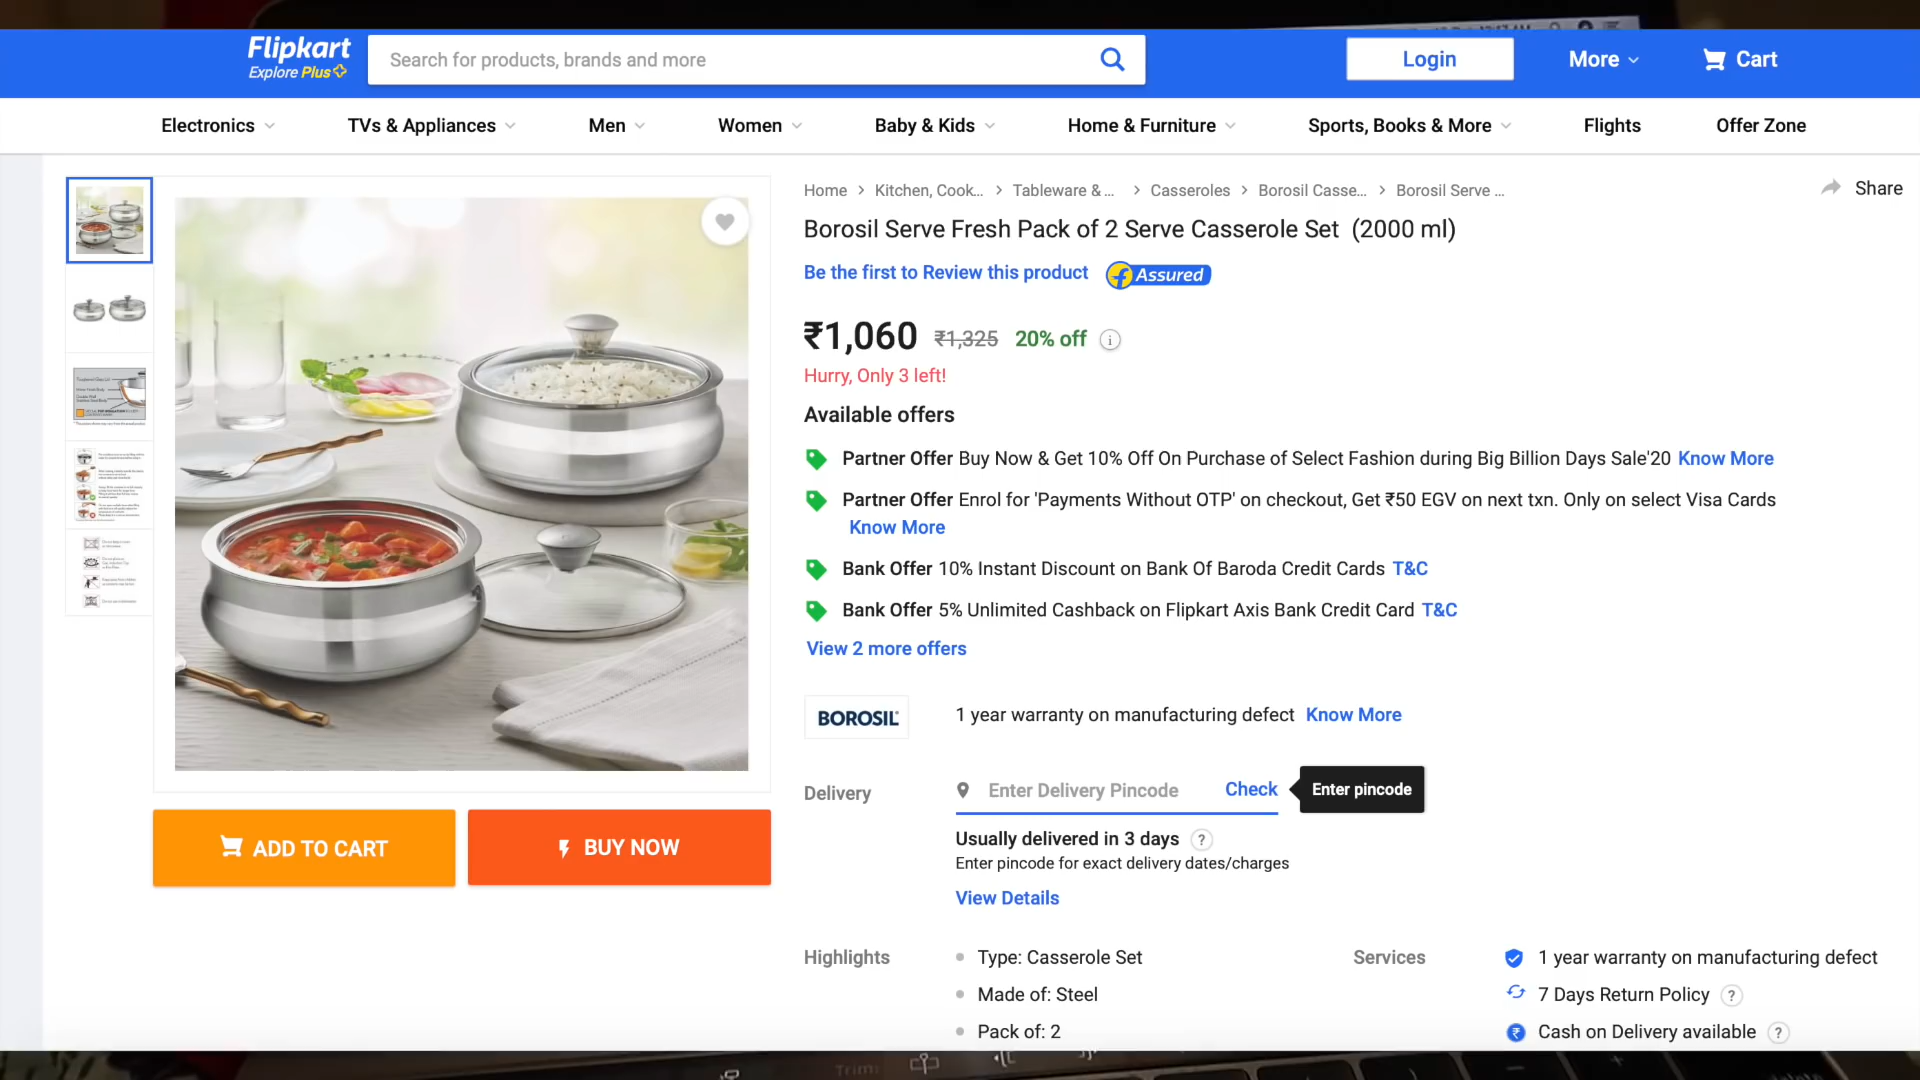 Flipkart
Explore Plus
Search for products, brands and more
Login
More
Cart
Electronics
TVs & Appliances
Men
Women
Baby & Kids
Home & Furniture
Sports, Books & More
Flights
Offer Zone
Home > Kitchen, Cook... > Tableware & ... > Casseroles > Borosil Casse... > Borosil Serve ...
Share
Borosil Serve Fresh Pack of 2 Serve Casserole Set (2000 ml)
Be the first to Review this product
Assured
₹1,060 ₹1,325 20% off
Hurry, Only 3 left!
Available offers
Partner Offer Buy Now & Get 10% Off On Purchase of Select Fashion during Big Billion Days Sale'20 Know More
Partner Offer Enrol for 'Payments Without OTP' on checkout, Get ₹50 EGV on next txn. Only on select Visa Cards
Know More
Bank Offer 10% Instant Discount on Bank Of Baroda Credit Cards T&C
Bank Offer 5% Unlimited Cashback on Flipkart Axis Bank Credit Card T&C
View 2 more offers
BOROSIL
1 year warranty on manufacturing defect Know More
Delivery
Enter Delivery Pincode
Check
Enter pincode
Usually delivered in 3 days ?
Enter pincode for exact delivery dates/charges
View Details
ADD TO CART
BUY NOW
Highlights
Type: Casserole Set
Made of: Steel
Pack of: 2
Services
1 year warranty on manufacturing defect
7 Days Return Policy ?
Cash on Delivery available ?